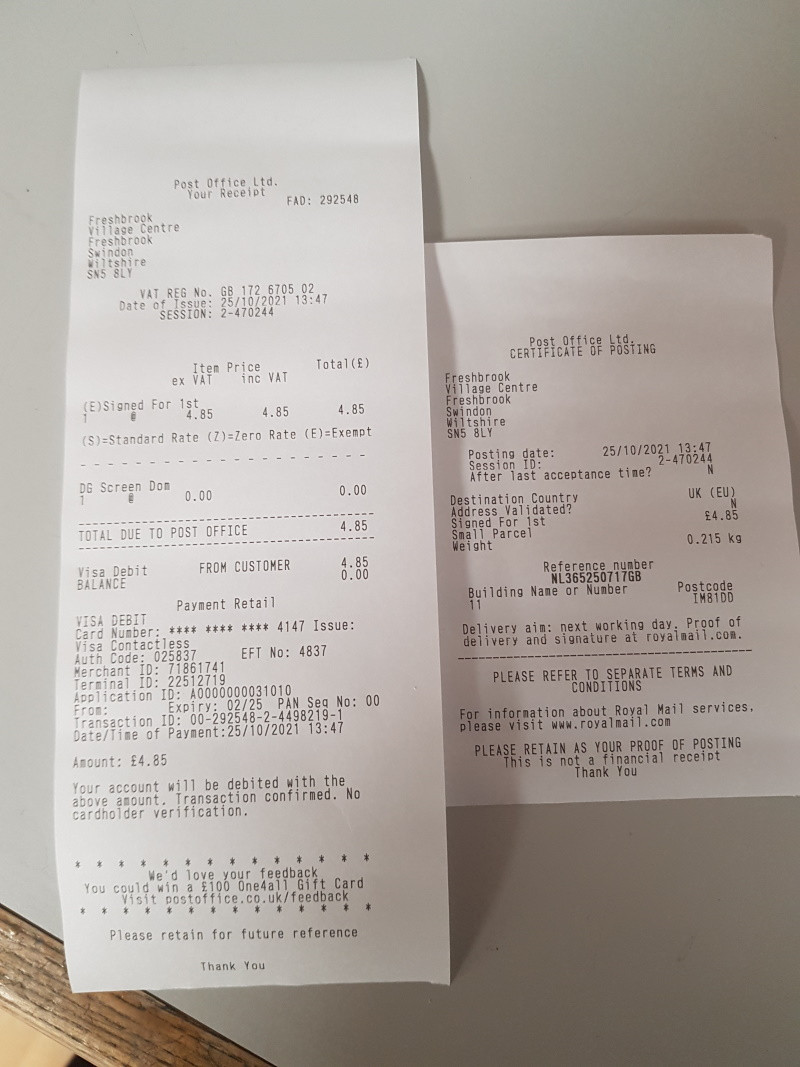 Post Office Ltd.
Your Receipt
FAD: 292548
Freshbrook
Village Centre
Freshbrook
Swindon
Wiltshire
SN5 8LY
VAT REG No. GB 172 6705 02
Date of Issue: 25/10/2021 13:47
SESSION: 2-470244
Item Price Total(£)
ex VAT inc VAT
(E)Signed For 1st
1 @ 4.85 4.85 4.85
(S)=Standard Rate (Z)=Zero Rate (E)=Exempt
DG Screen Dom
1 @ 0.00 0.00
TOTAL DUE TO POST OFFICE 4.85
FROM CUSTOMER
Visa Debit 4.85
BALANCE 0.00
Payment Retail
VISA DEBIT
Card Number: **** **** **** 4147 Issue:
Visa Contactless
Auth Code: 025837 EFT No: 4837
Merchant ID: 71861741
Terminal ID: 22512719
Application ID: A0000000031010
From: Expiry: 02/25 PAN Seq No: 00
Transaction ID: 00-292548-2-4498219-1
Date/Time of Payment:25/10/2021 13:47
Amount: £4.85
Your account will be debited with the
above amount. Transaction confirmed. No
cardholder verification.
* * * * * * * * * * * * * *
We'd love your feedback
You could win a £100 One4all Gift Card
Visit postoffice.co.uk/feedback
* * * * * * * * * * * * * *
Please retain for future reference
Thank You
Post Office Ltd.
CERTIFICATE OF POSTING
Freshbrook
Village Centre
Freshbrook
Swindon
Wiltshire
SN5 8LY
Posting date: 25/10/2021 13:47
Session ID: 2-470244
After last acceptance time? N
Destination Country UK (EU)
Address Validated? N
Signed For 1st £4.85
Small Parcel
Weight 0.215 kg
Reference number
NL365250717GB
Building Name or Number Postcode
11 IM81DD
Delivery aim: next working day. Proof of
delivery and signature at royalmail.com.
PLEASE REFER TO SEPARATE TERMS AND
CONDITIONS
For information about Royal Mail services,
please visit www.royalmail.com
PLEASE RETAIN AS YOUR PROOF OF POSTING
This is not a financial receipt
Thank You